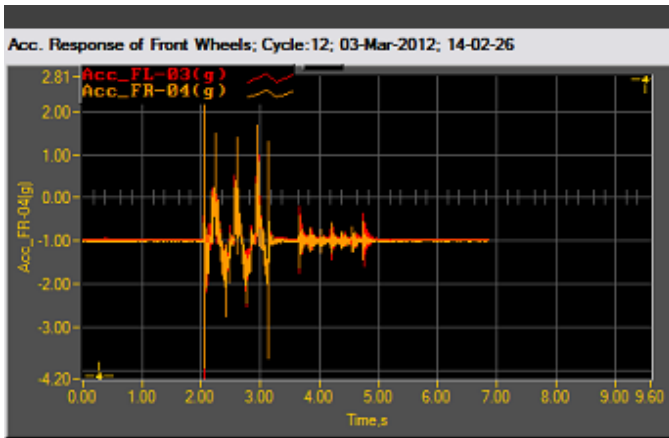 Acc. Response of Front Wheels; Cycle:12; 03-Mar-2012; 14-02-26
2.81
Acc_FL-03(g)
Acc_FR-04(g)
-4
2.00
1.00
0.00
-1.00
-2.00
-3.00
-4.20
Acc_FR-04(g)
-4
0.00 1.00 2.00 3.00 4.00 5.00 6.00 7.00 8.00 9.00 9.60
Time,s